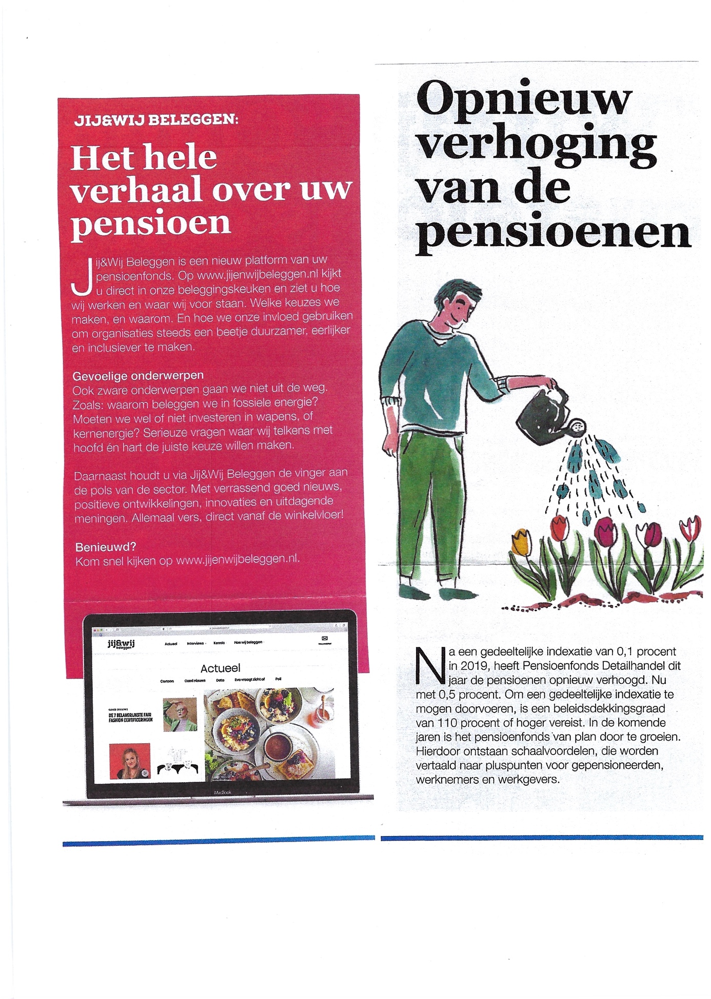 JIJ&WIJ BELEGGEN:
Het hele
verhaal over uw
pensioen
Jij&Wij Beleggen is een nieuw platform van uw
pensioenfonds. Op www.jijenwijbeleggen.nl kijkt
u direct in onze beleggingskeuken en ziet u hoe
wij werken en waar wij voor staan. Welke keuzes we
maken, en waarom. En hoe we onze invloed gebruiken
om organisaties steeds een beetje duurzamer, eerlijker
en inclusiever te maken.
Gevoelige onderwerpen
Ook zware onderwerpen gaan we niet uit de weg.
Zoals: waarom beleggen we in fossiele energie?
Moeten we wel of niet investeren in wapens, of
kernenergie? Serieuze vragen waar wij telkens met
hoofd én hart de juiste keuze willen maken.
Daarnaast houdt u via Jij&Wij Beleggen de vinger aan
de pols van de sector. Met verrassend goed nieuws,
positieve ontwikkelingen, innovaties en uitdagende
meningen. Allemaal vers, direct vanaf de winkelvloer!
Benieuwd?
Kom snel kijken op www.jijenwijbeleggen.nl.
jij&wij
beleggen
Actueel Interviews Kennis Hoe wij beleggen
Actueel
Cartoon Good nieuws Data Eva vraagt zicht af Poll
GOED NIEUWS
DE 7 BELANGRIJKSTE FAIR
FASHION CERTIFICERINGEN
MacBook
Opnieuw
verhoging
van de
pensioenen
Na een gedeeltelijke indexatie van 0,1 procent
in 2019, heeft Pensioenfonds Detailhandel dit
jaar de pensioenen opnieuw verhoogd. Nu
met 0,5 procent. Om een gedeeltelijke indexatie te
mogen doorvoeren, is een beleidsdekkingsgraad
van 110 procent of hoger vereist. In de komende
jaren is het pensioenfonds van plan door te groeien.
Hierdoor ontstaan schaalvoordelen, die worden
vertaald naar pluspunten voor gepensioneerden,
werknemers en werkgevers.